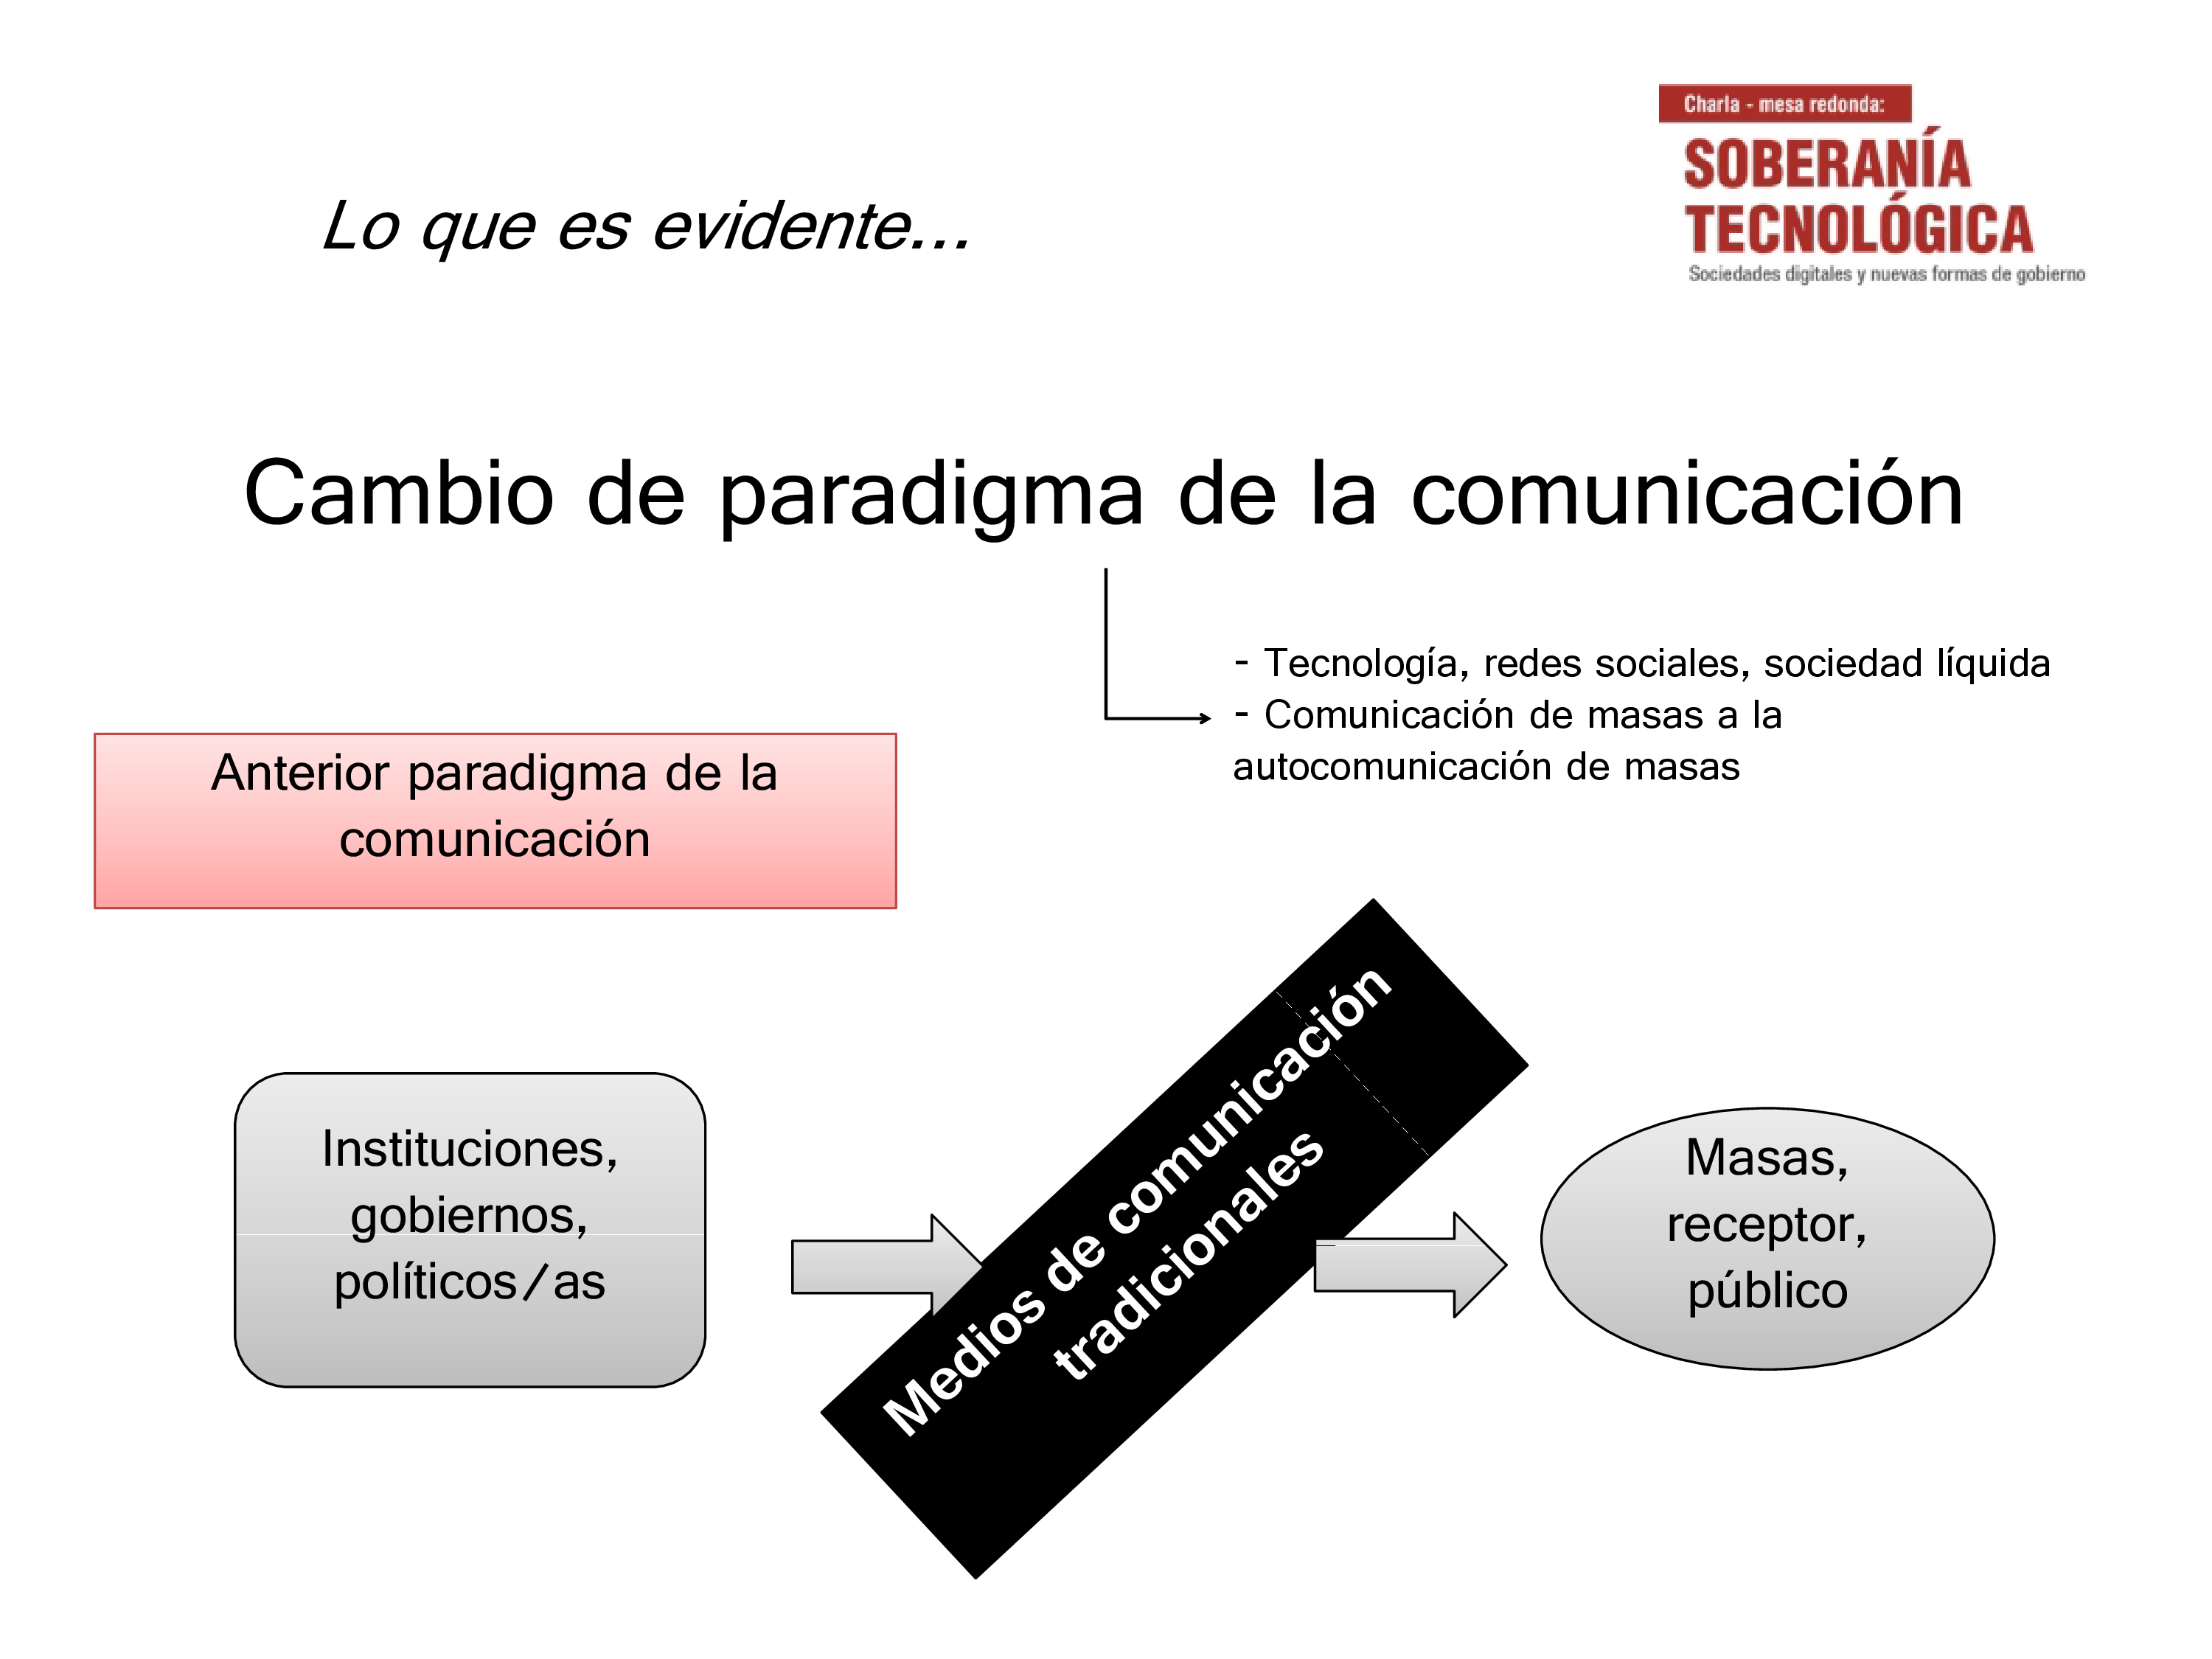 Charla - mesa redonda:
SOBERANÍA
TECNOLÓGICA
Sociedades digitales y nuevas formas de gobierno
Lo que es evidente...
Cambio de paradigma de la comunicación
- Tecnología, redes sociales, sociedad líquida
- Comunicación de masas a la
autocomunicación de masas
Anterior paradigma de la
comunicación
Instituciones,
gobiernos,
políticos/as
Medios de comunicación
tradicionales
Masas,
receptor,
público